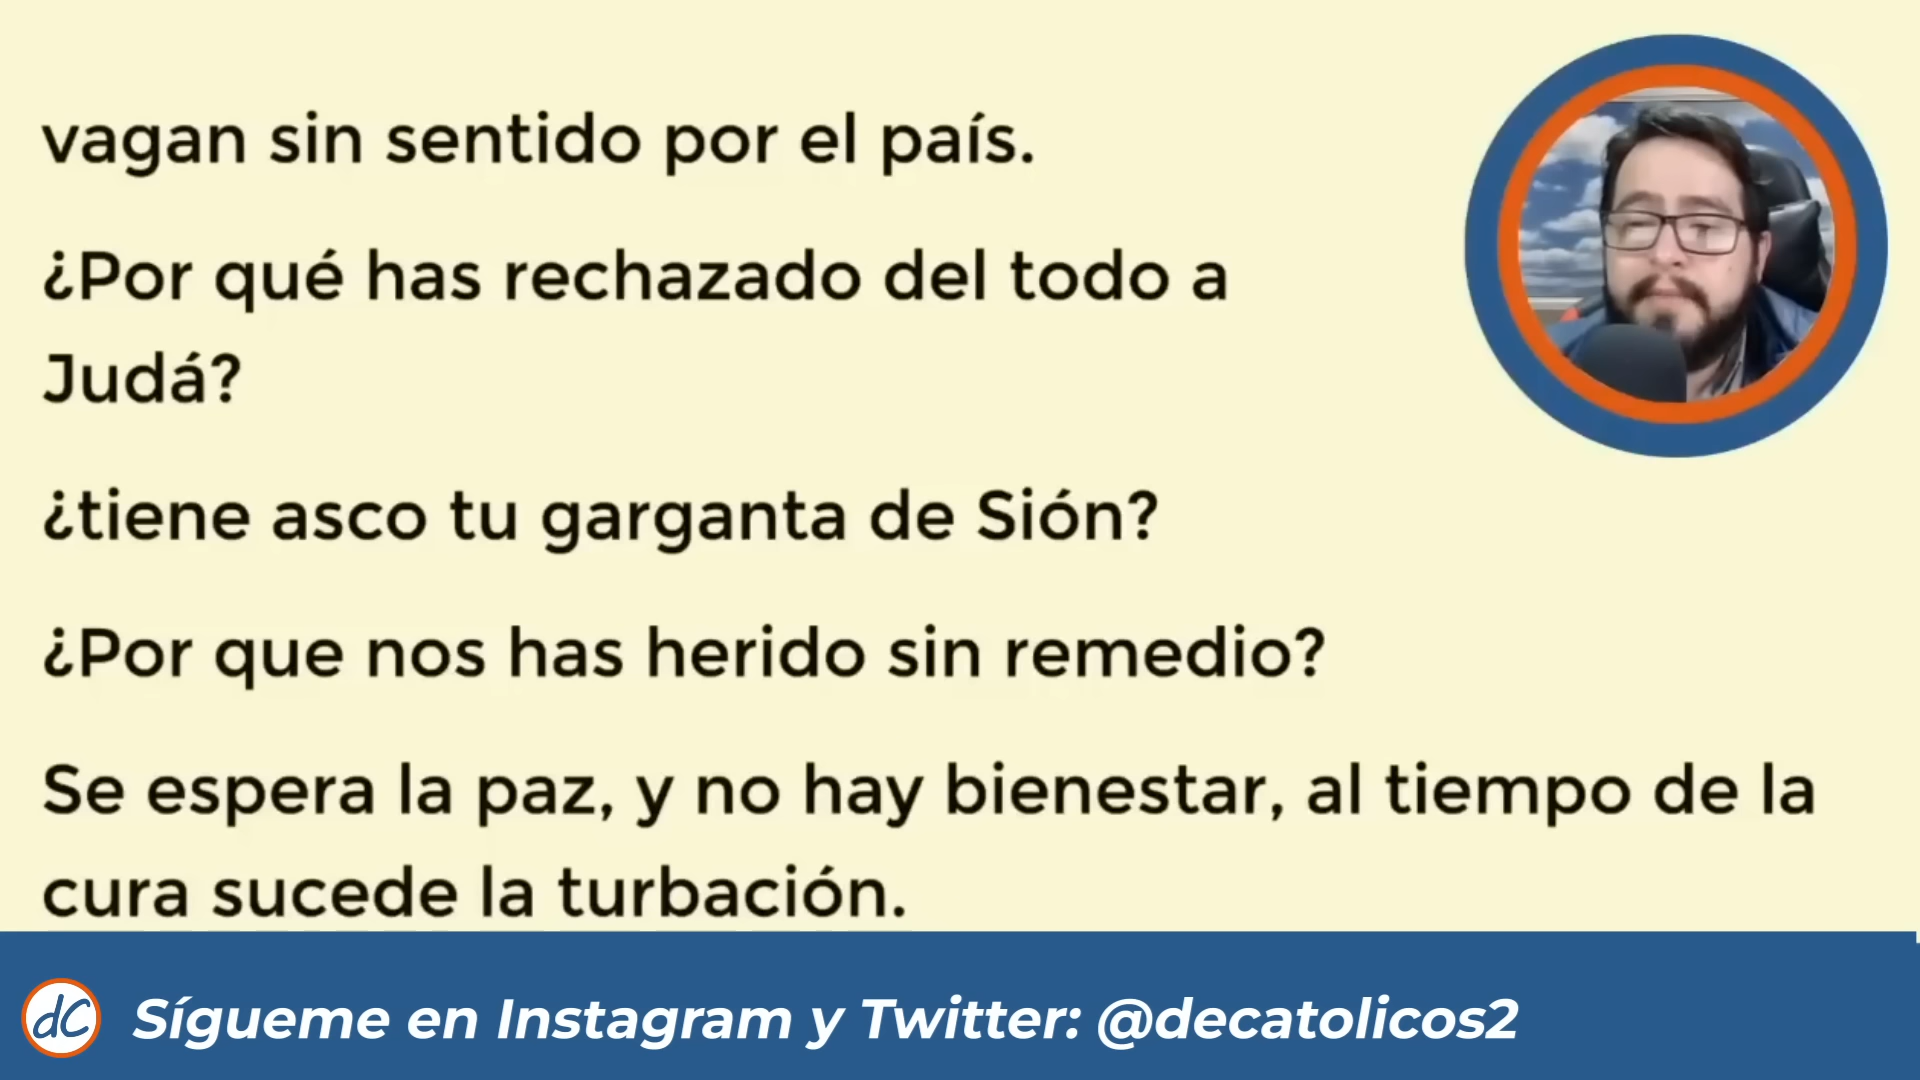 vagan sin sentido por el país.
¿Por qué has rechazado del todo a
Judá?
¿tiene asco tu garganta de Sión?
¿Por que nos has herido sin remedio?
Se espera la paz, y no hay bienestar, al tiempo de la
cura sucede la turbación.
dC Sígueme en Instagram y Twitter: @decatolicos2